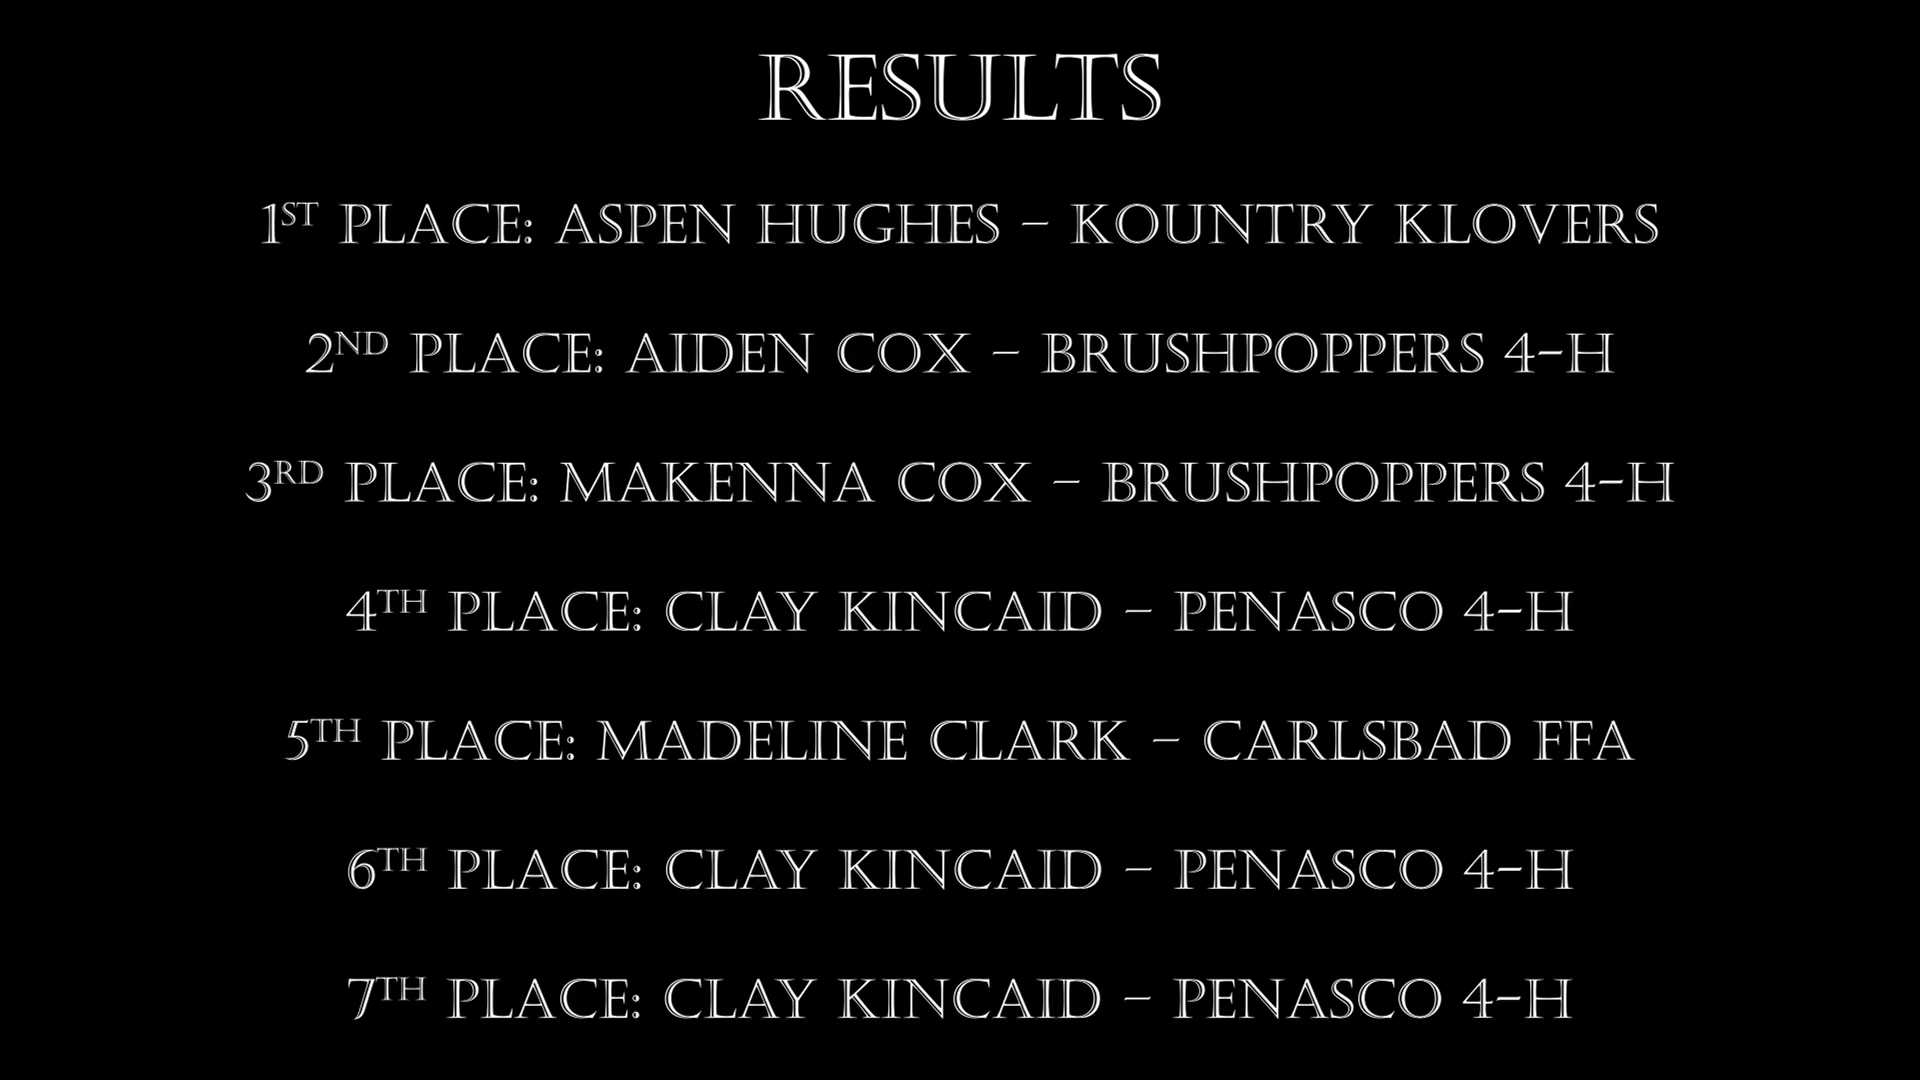 RESULTS
1ST PLACE: ASPEN HUGHES – KOUNTRY KLOVERS
2ND PLACE: AIDEN COX – BRUSHPOPPERS 4-H
3RD PLACE: MAKENNA COX – BRUSHPOPPERS 4-H
4TH PLACE: CLAY KINCAID – PENASCO 4-H
5TH PLACE: MADELINE CLARK – CARLSBAD FFA
6TH PLACE: CLAY KINCAID – PENASCO 4-H
7TH PLACE: CLAY KINCAID – PENASCO 4-H